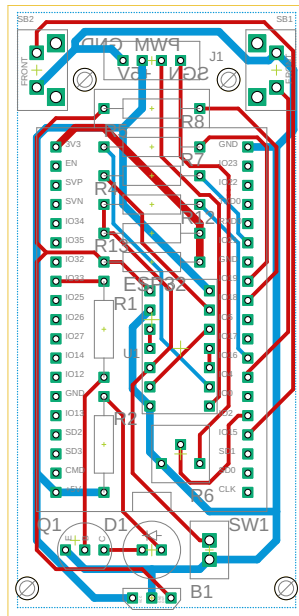 SB2
SB1
GND
PWM
J1
+5V
SGN
FRONT
R8
3V3
GND
EN
R7
IO23
SVP
R4
IO22
SVN
IO34
R12
IO35
R13
IO32
IO33
ESP32
IO25
R1
IO26
IO27
U1
IO14
IO12
GND
IO13
R2
IO2
SD2
IO15
SD3
SD1
CMD
SD0
R6
CLK
Q1
D1
SW1
E
B
C
B1